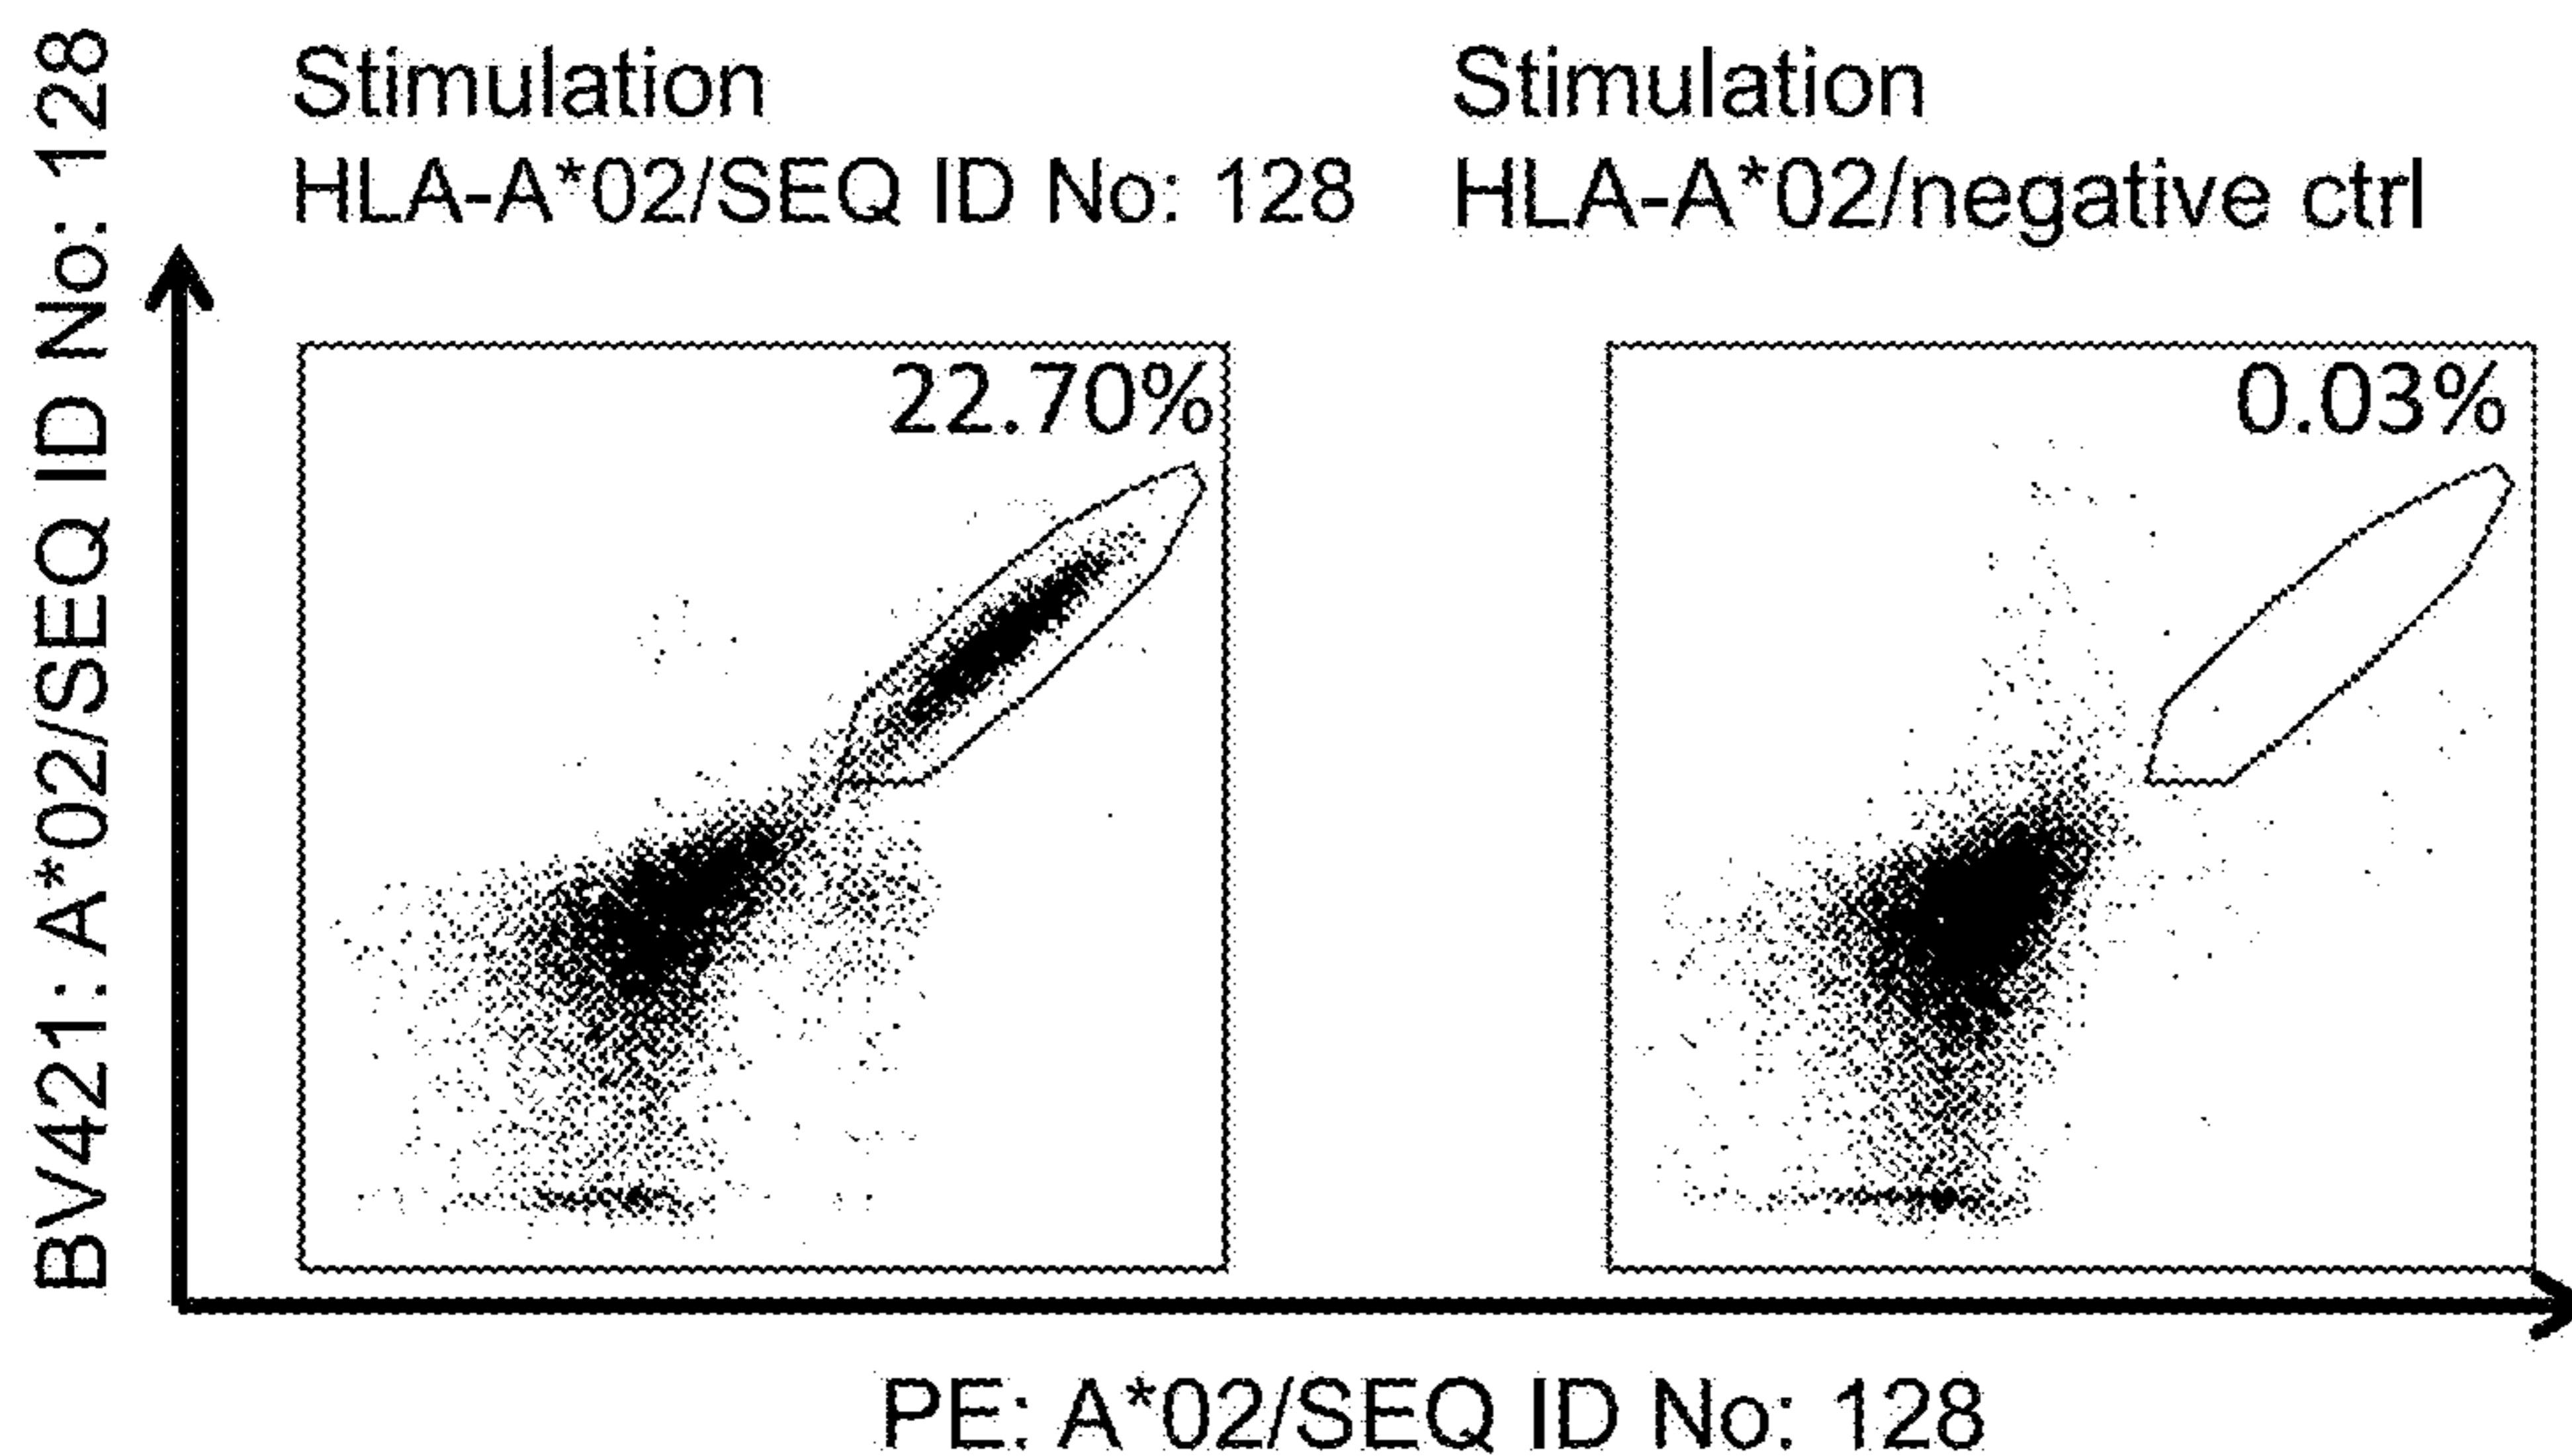 BV421: A*02/SEQ ID No: 128
Stimulation
HLA-A*02/SEQ ID No: 128
Stimulation
HLA-A*02/negative ctrl
22.70%
0.03%
PE: A*02/SEQ ID No: 128